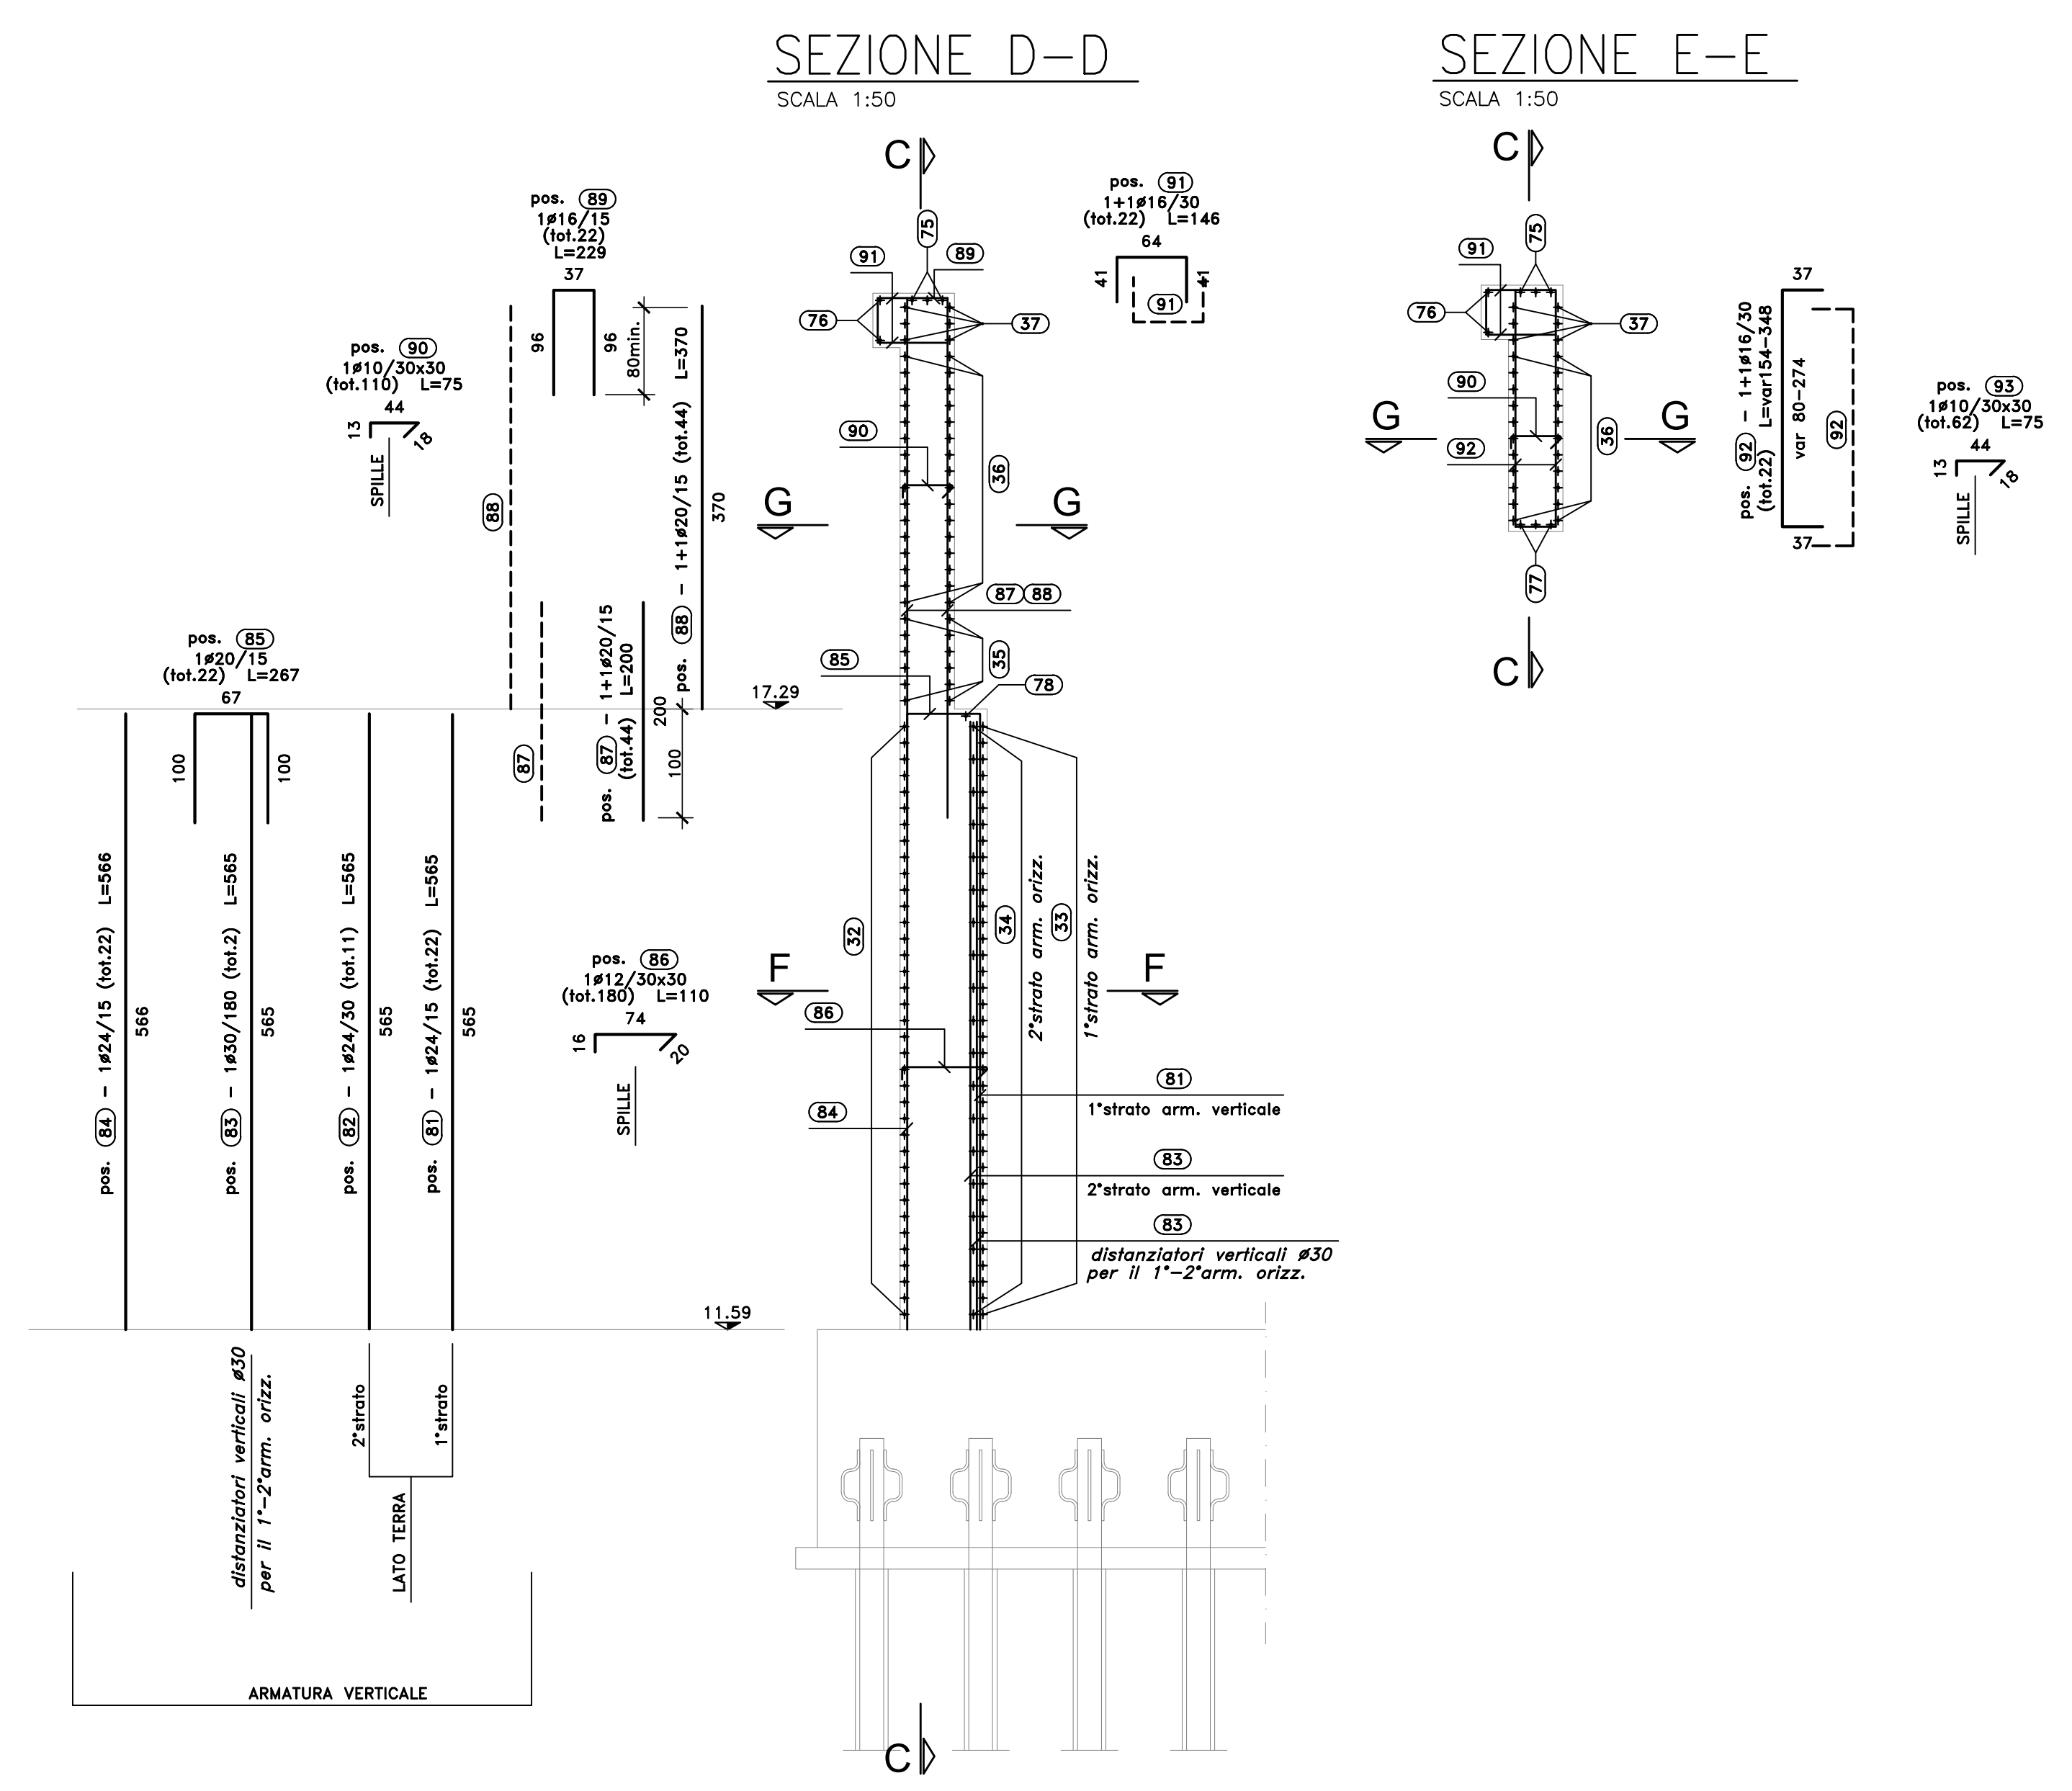 SEZIONE D-D
SCALA 1:50
SEZIONE E-E
SCALA 1:50
C
C
pos. 89
1ø16/15
(tot.22)
L=229
37
96
96
80min.
pos. 91
1+1ø16/30
(tot.22) L=146
64
41
41
91
pos. 90
1ø10/30x30
(tot.110) L=75
44
13
18
SPILLE
88
pos. 88 - 1+1ø20/15 (tot.44) L=370
370
87
pos. 87 - 1+1ø20/15
(tot.44) L=200
200
100
pos. 85
1ø20/15
(tot.22) L=267
67
100
100
17.29
pos. 84 - 1ø24/15 (tot.22) L=566
566
pos. 83 - 1ø30/180 (tot.2) L=565
565
pos. 82 - 1ø24/30 (tot.11) L=565
565
pos. 81 - 1ø24/15 (tot.22) L=565
565
pos. 86
1ø12/30x30
(tot.180) L=110
74
16
20
SPILLE
11.59
distanziatori verticali Ø30
per il 1°-2°arm. orizz.
2°strato
1°strato
LATO TERRA
ARMATURA VERTICALE
75
91
89
76
37
90
36
G
G
87
88
85
35
78
32
34
2°strato arm. orizz.
33
1°strato arm. orizz.
F
F
86
84
81
1°strato arm. verticale
83
2°strato arm. verticale
83
distanziatori verticali Ø30
per il 1°-2°arm. orizz.
C
75
91
76
37
90
G
G
92
36
77
C
pos. 92 - 1+1ø16/30
(tot.22) L=var154-348
37
var 80-274
92
37
pos. 93
1ø10/30x30
(tot.62) L=75
44
13
18
SPILLE